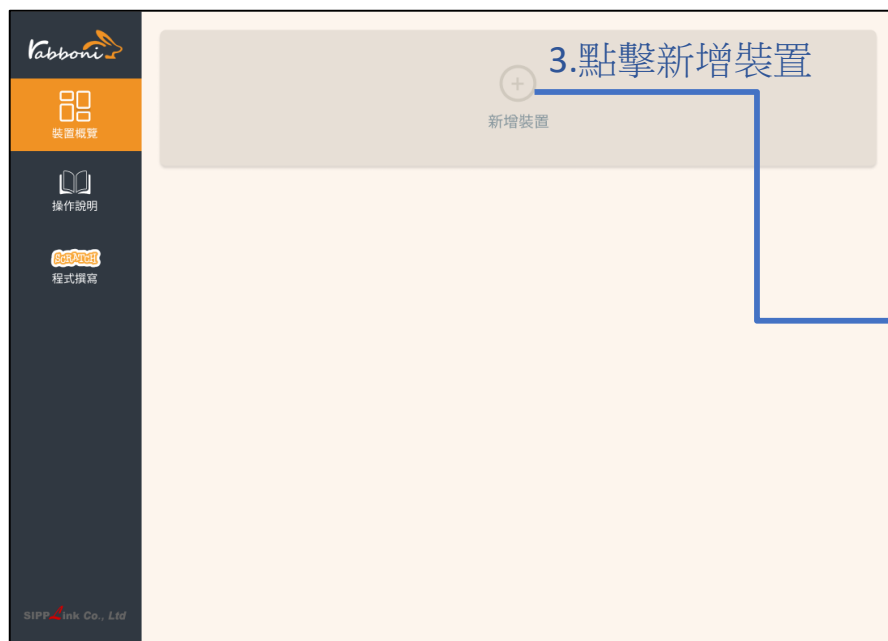 rabboni
3.點擊新增裝置
新增裝置
裝置概覽
操作說明
SCRATCH
程式撰寫
SIPPLink Co., Ltd